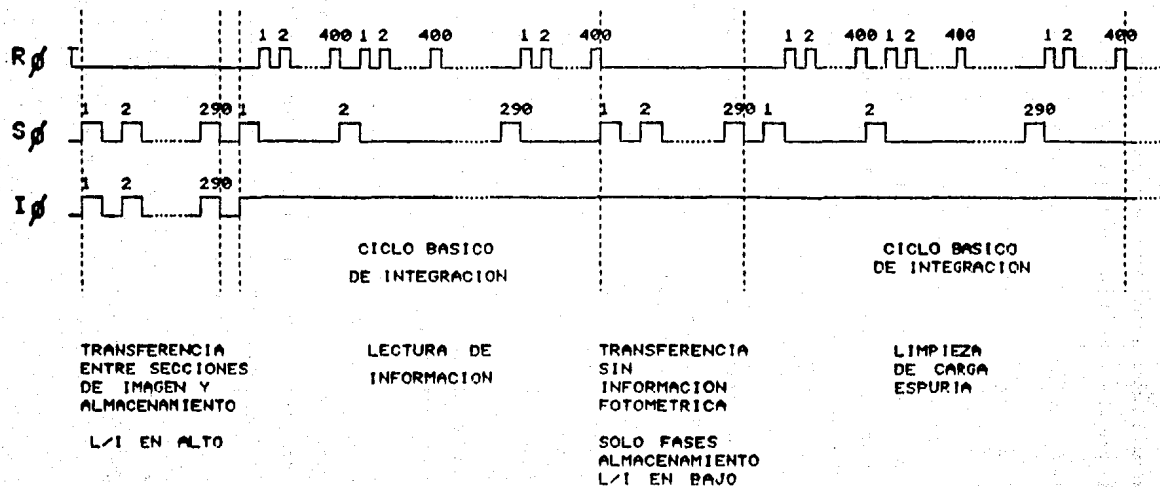 1 2 400 1 2 400 1 2 400 1 2 400 1 2 400 1 2 400
RØ
1 2 290 1 2 290 1 2 290 1 2 290
SØ
1 2 290
IØ
CICLO BASICO
DE INTEGRACION
CICLO BASICO
DE INTEGRACION
TRANSFERENCIA
ENTRE SECCIONES
DE IMAGEN Y
ALMACENAMIENTO
L/I EN ALTO
LECTURA DE
INFORMACION
TRANSFERENCIA
SIN
INFORMACION
FOTOMETRICA
SOLO FASES
ALMACENAMIENTO
L/I EN BAJO
LIMPIEZA
DE CARGA
ESPURIA